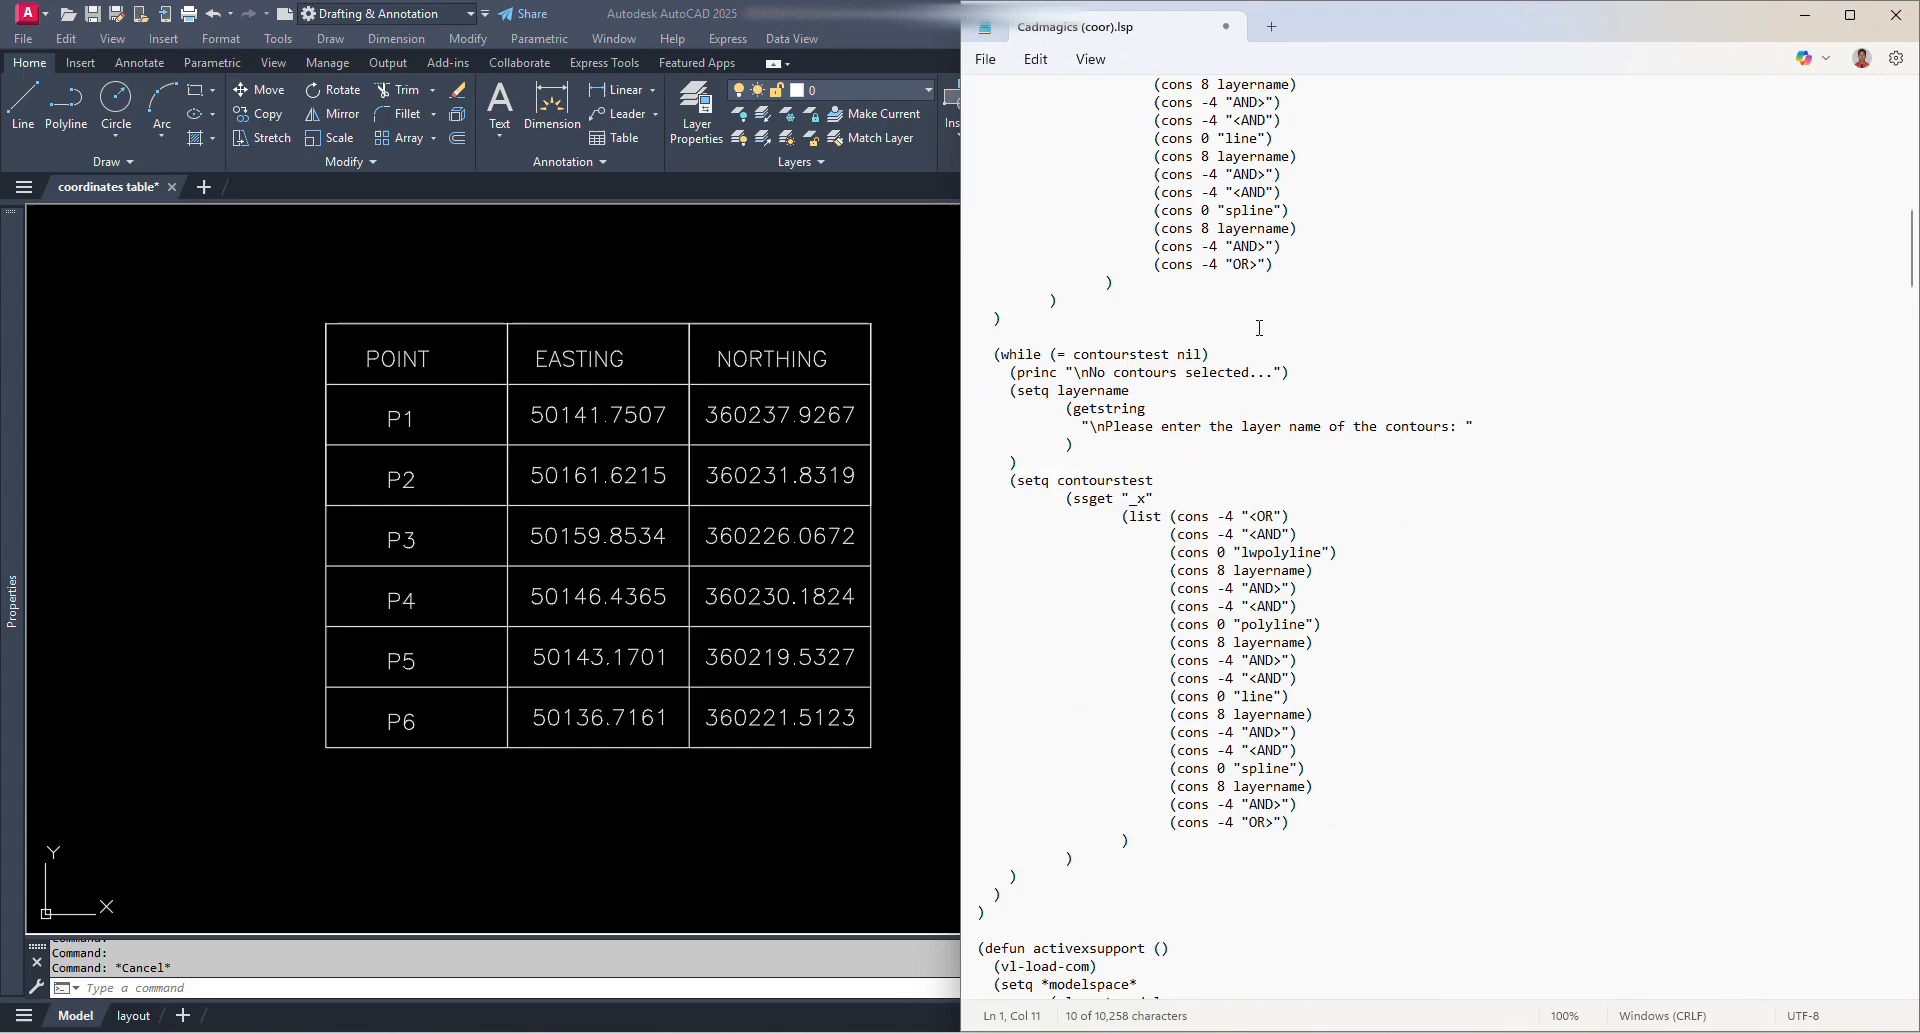 A
Drafting & Annotation
Share
Autodesk AutoCAD 2025
File Edit View Insert Format Tools Draw Dimension Modify Parametric Window Help Express Data View
Home Insert Annotate Parametric View Manage Output Add-ins Collaborate Express Tools Featured Apps
Line Polyline Circle Arc
Draw
Move Rotate Trim
Copy Mirror Fillet
Stretch Scale Array
Modify
Text Dimension
Linear
Leader
Table
Annotation
Layer
Properties
0
Make Current
Match Layer
Layers
Ins
coordinates table*
Properties
POINT EASTING NORTHING
P1 50141.7507 360237.9267
P2 50161.6215 360231.8319
P3 50159.8534 360226.0672
P4 50146.4365 360230.1824
P5 50143.1701 360219.5327
P6 50136.7161 360221.5123
Y
X
Command:
Command:
Command: *Cancel*
Type a command
Model layout
Cadmagics (coor).lsp
File Edit View
(cons 8 layername)
(cons -4 "AND>")
(cons -4 "<AND")
(cons 0 "line")
(cons 8 layername)
(cons -4 "AND>")
(cons -4 "<AND")
(cons 0 "spline")
(cons 8 layername)
(cons -4 "AND>")
(cons -4 "OR>")
)
)
)
(while (= contourstest nil)
(princ "\nNo contours selected...")
(setq layername
(getstring
"\nPlease enter the layer name of the contours: "
)
)
(setq contourstest
(ssget "_x"
(list (cons -4 "<OR")
(cons -4 "<AND")
(cons 0 "lwpolyline")
(cons 8 layername)
(cons -4 "AND>")
(cons -4 "<AND")
(cons 0 "polyline")
(cons 8 layername)
(cons -4 "AND>")
(cons -4 "<AND")
(cons 0 "line")
(cons 8 layername)
(cons -4 "AND>")
(cons -4 "<AND")
(cons 0 "spline")
(cons 8 layername)
(cons -4 "AND>")
(cons -4 "OR>")
)
)
)
)
)
(defun activexsupport ()
(vl-load-com)
(setq *modelspace*
Ln 1, Col 11 10 of 10,258 characters 100% Windows (CRLF) UTF-8